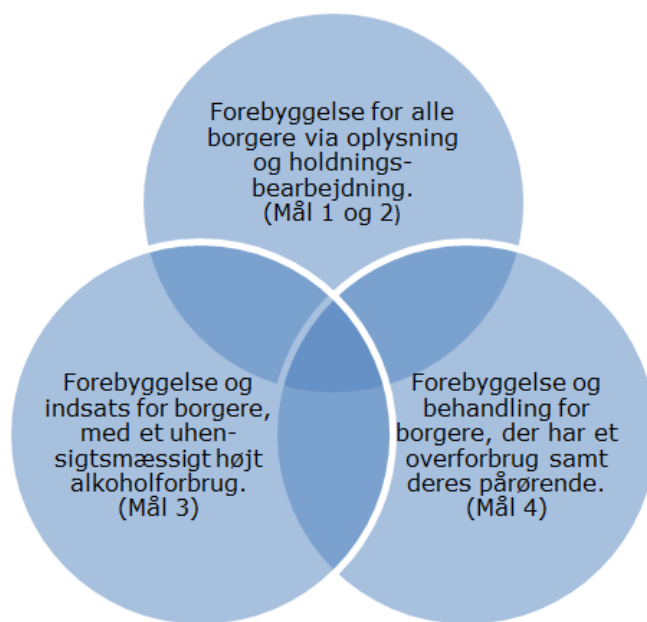 Forebyggelse for alle
borgere via oplysning
og holdnings-
bearbejdning.
(Mål 1 og 2)
Forebyggelse og
indsats for borgere,
med et uhen-
sigtsmæssigt højt
alkoholforbrug.
(Mål 3)
Forebyggelse og
behandling for
borgere, der har et
overforbrug samt
deres pårørende.
(Mål 4)